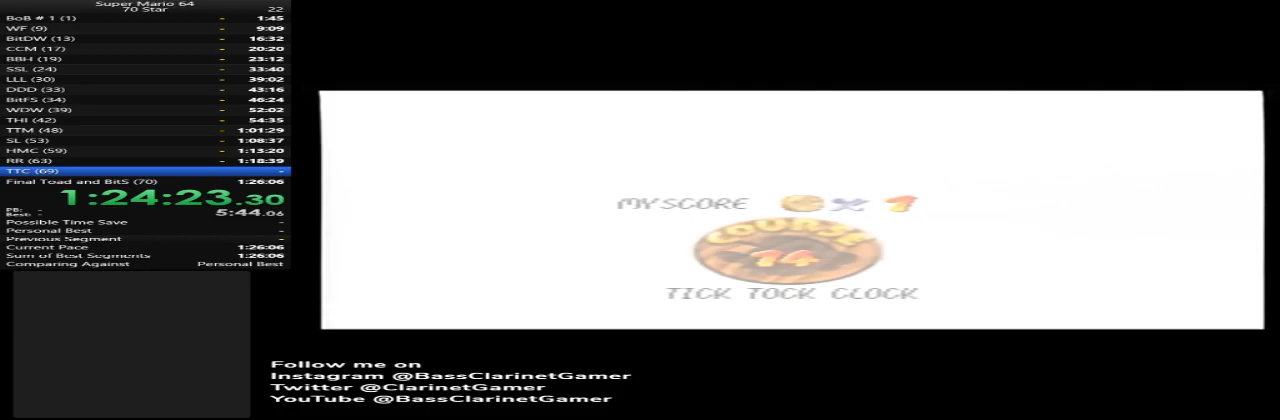 Super Mario 64
70 Star 22
BoB # 1 (1) - 1:45
WF (9) - 9:09
BitDW (13) - 16:32
CCM (17) - 20:20
BBH (19) - 23:12
SSL (24) - 33:40
LLL (30) - 39:02
DDD (33) - 43:16
BitFS (34) - 46:24
WDW (39) - 52:02
THI (42) - 54:35
TTM (48) - 1:01:29
SL (53) - 1:08:37
HMC (59) - 1:13:20
RR (63) - 1:18:39
TTC (69) -
Final Toad and BitS (70) 1:26:06
1:24:23.30
PB: -
Best: - 5:44.06
Possible Time Save -
Personal Best -
Previous Segment -
Current Pace 1:26:06
Sum of Best Segments 1:26:06
Comparing Against Personal Best
MY SCORE × 1
COURSE
14
TICK TOCK CLOCK
Follow me on
Instagram @BassClarinetGamer
Twitter @ClarinetGamer
YouTube @BassClarinetGamer